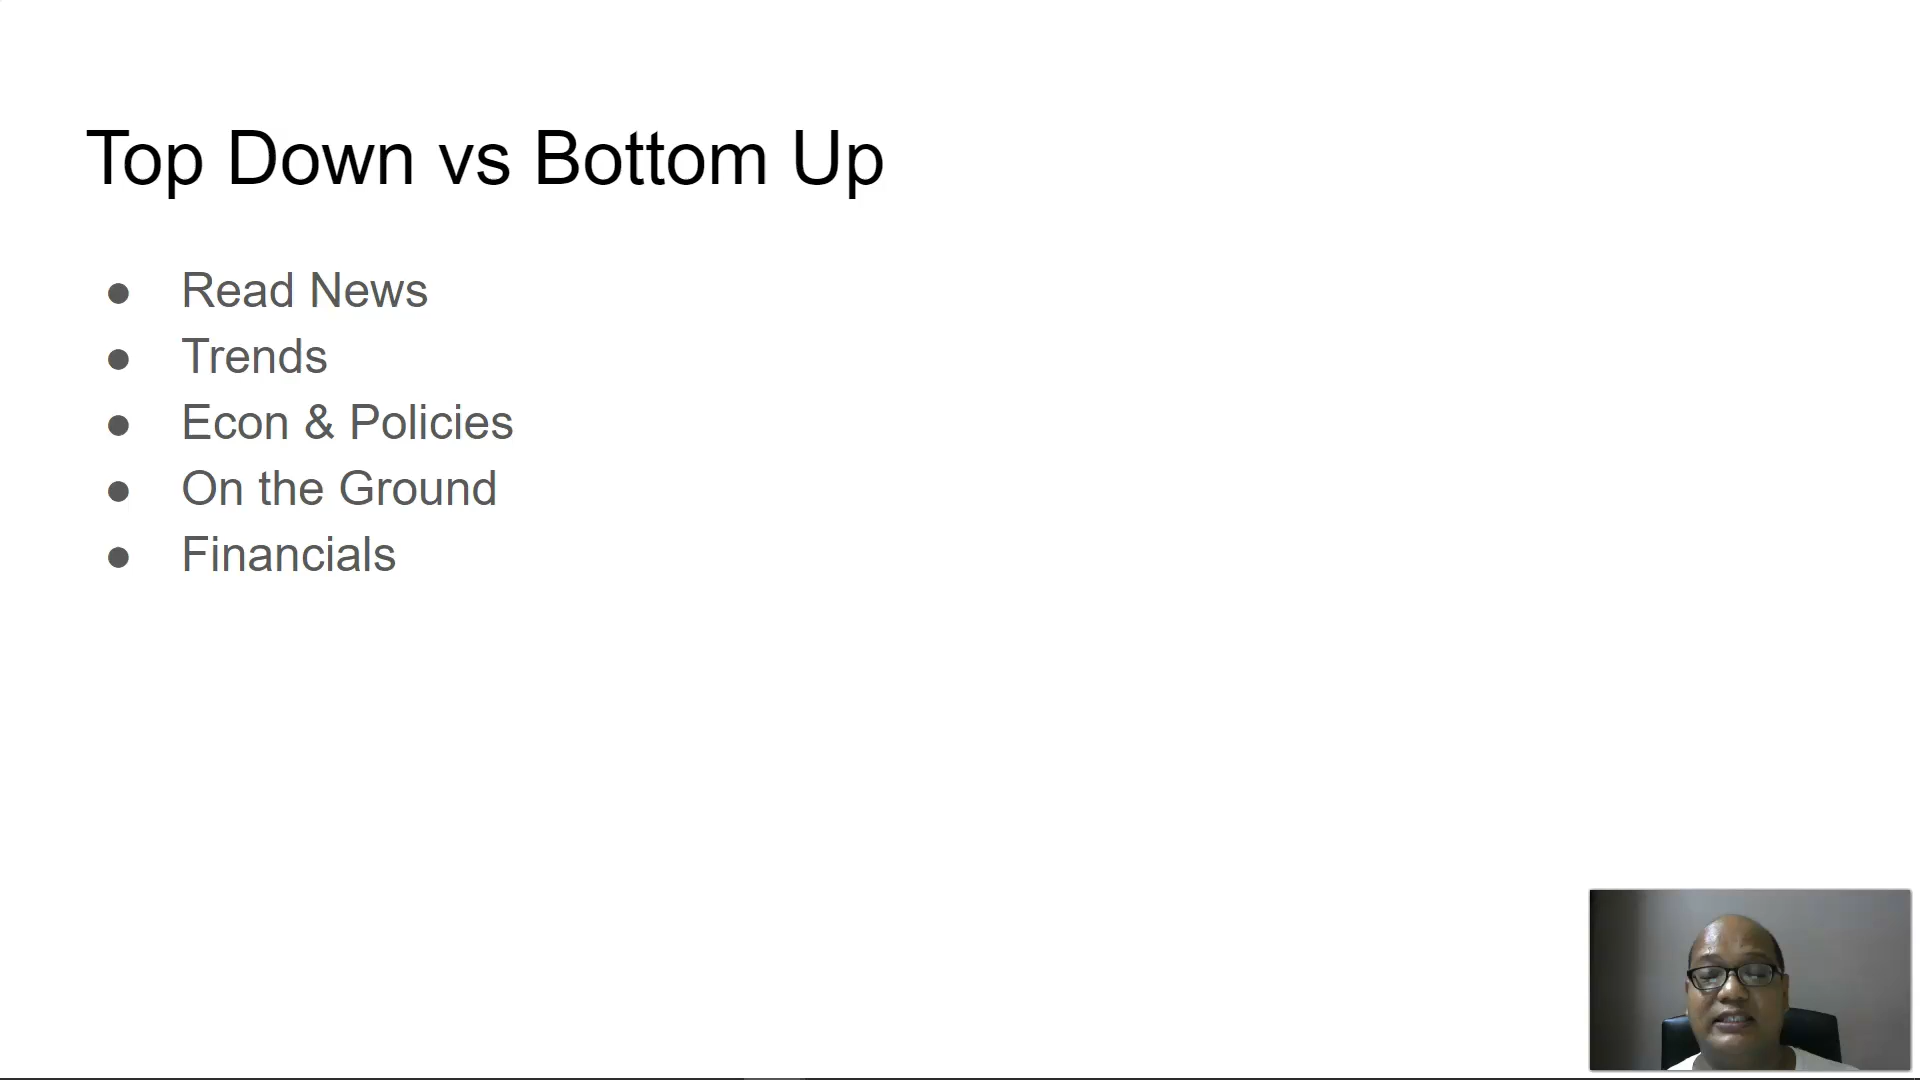 Top Down vs Bottom Up
● Read News
● Trends
● Econ & Policies
● On the Ground
● Financials